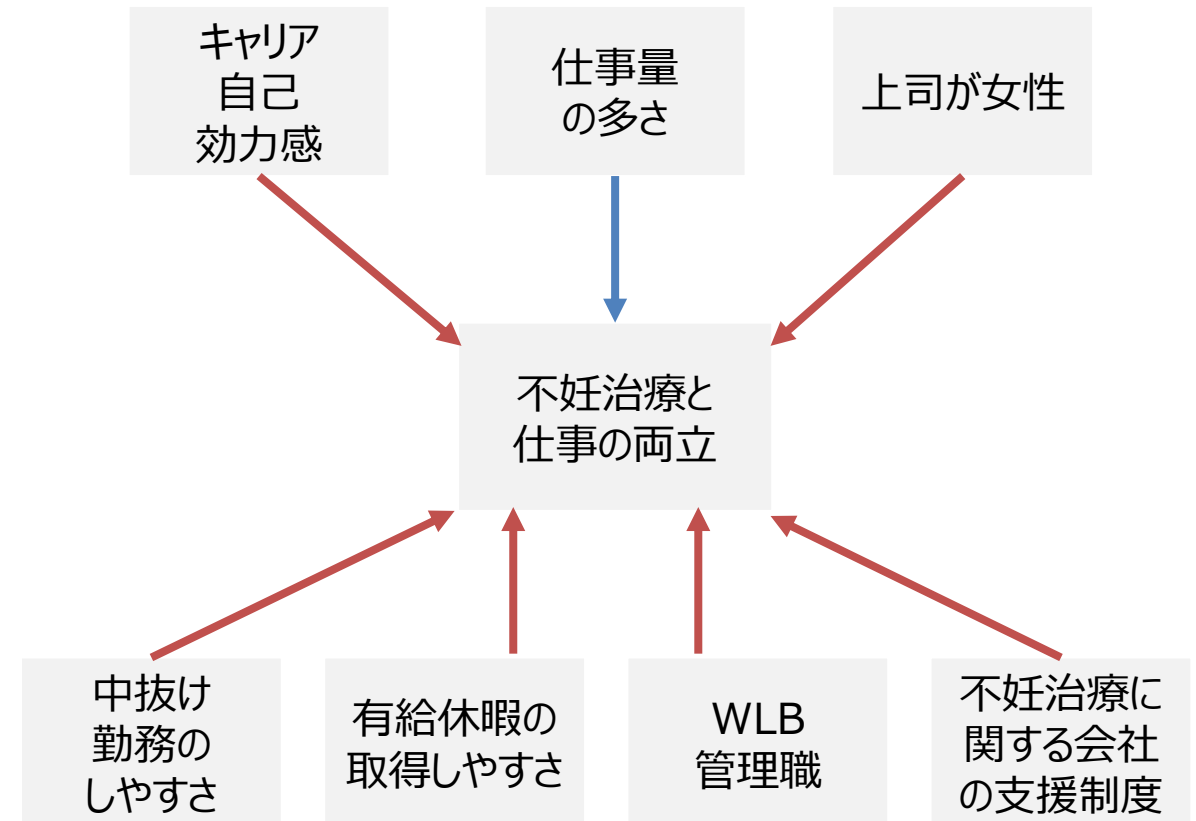 キャリア
自己
効力感
仕事量
の多さ
上司が女性
不妊治療と
仕事の両立
中抜け
勤務の
しやすさ
有給休暇の
取得しやすさ
WLB
管理職
不妊治療に
関する会社
の支援制度